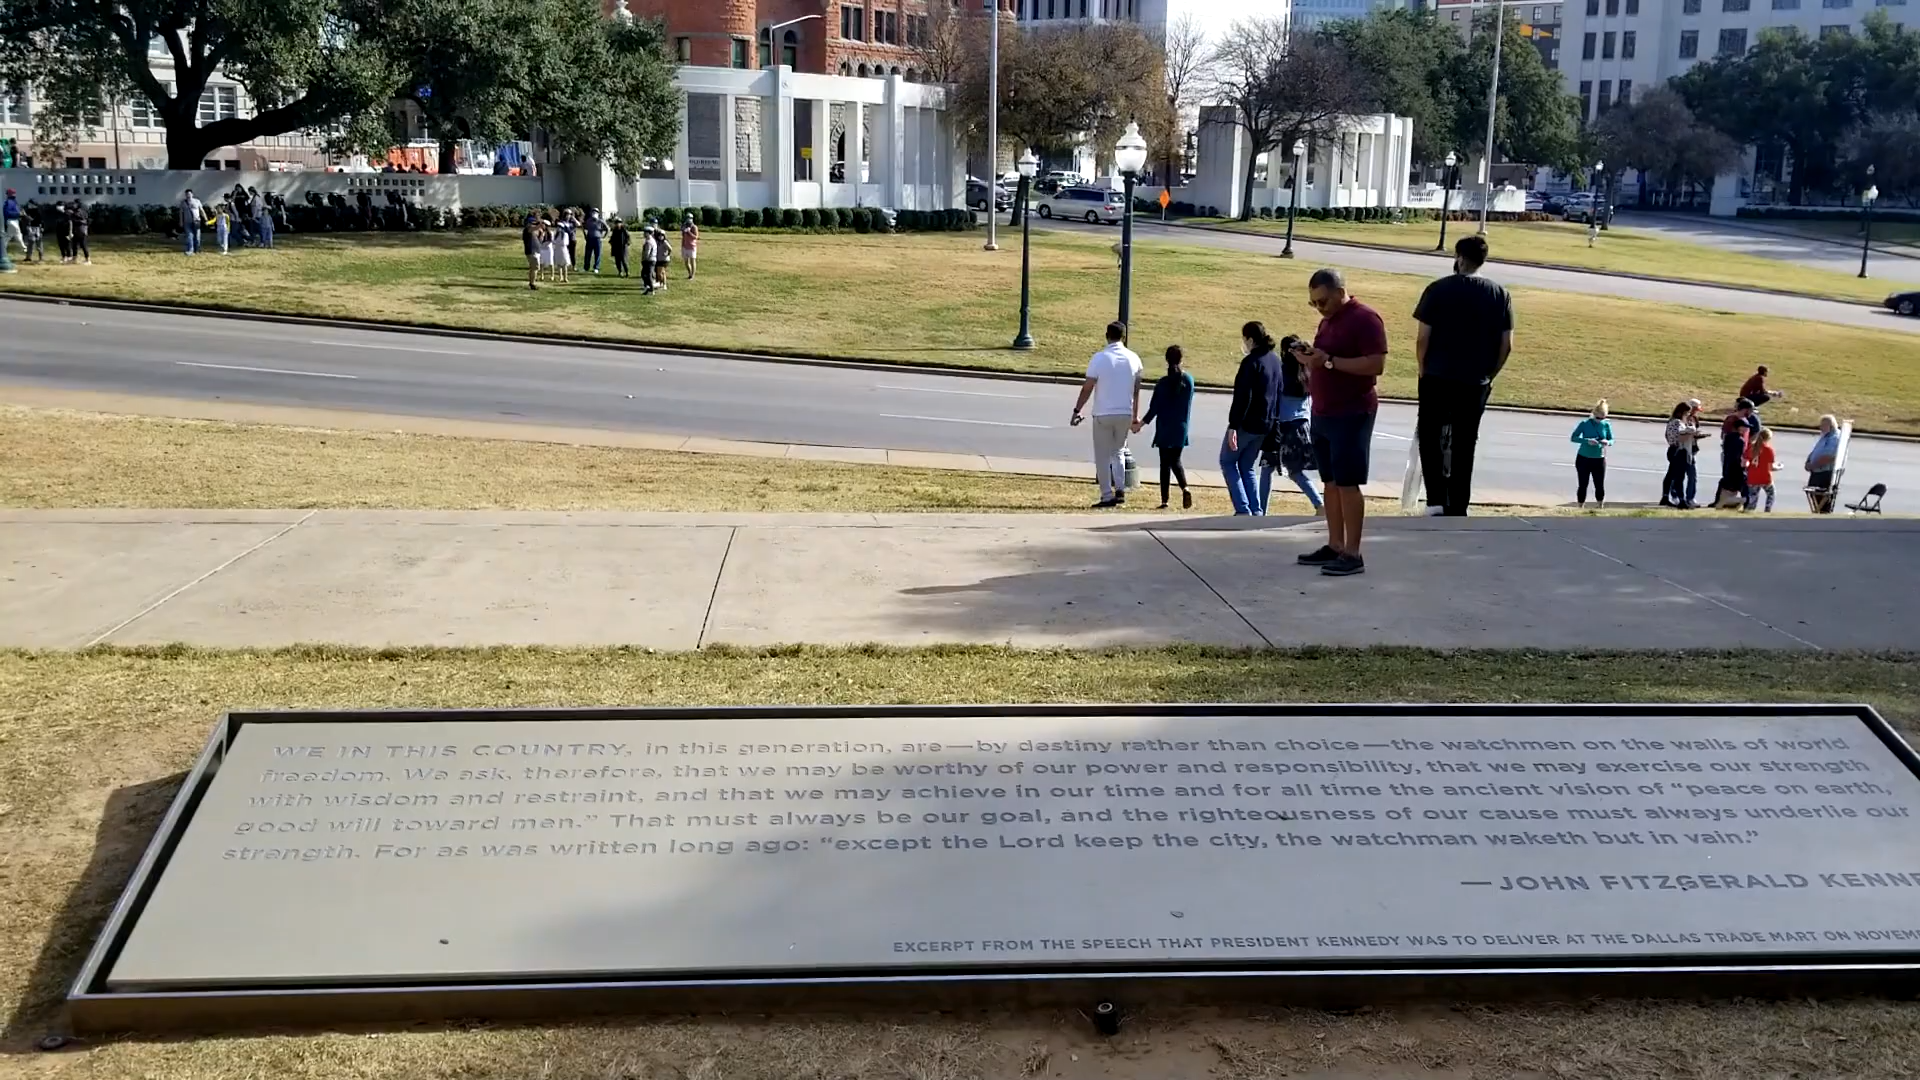 WE IN THIS COUNTRY, in this generation, are—by destiny rather than choice—the watchmen on the walls of world
freedom. We ask, therefore, that we may be worthy of our power and responsibility, that we may exercise our strength
with wisdom and restraint, and that we may achieve in our time and for all time the ancient vision of “peace on earth,
good will toward men.” That must always be our goal, and the righteousness of our cause must always underlie our
strength. For as was written long ago: “except the Lord keep the city, the watchman waketh but in vain.”
—JOHN FITZGERALD KENNE
EXCERPT FROM THE SPEECH THAT PRESIDENT KENNEDY WAS TO DELIVER AT THE DALLAS TRADE MART ON NOVEM